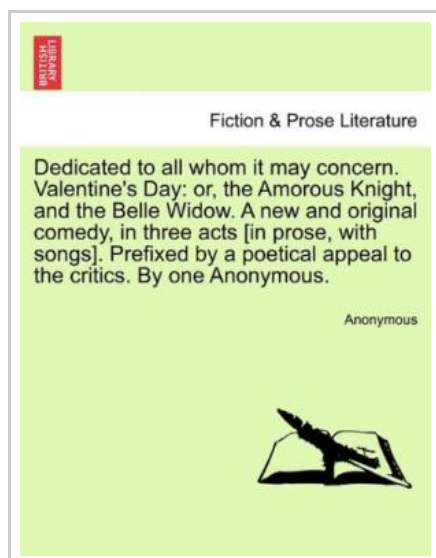 BRITISH
LIBRARY
Fiction & Prose Literature
Dedicated to all whom it may concern.
Valentine's Day: or, the Amorous Knight,
and the Belle Widow. A new and original
comedy, in three acts [in prose, with
songs]. Prefixed by a poetical appeal to
the critics. By one Anonymous.
Anonymous